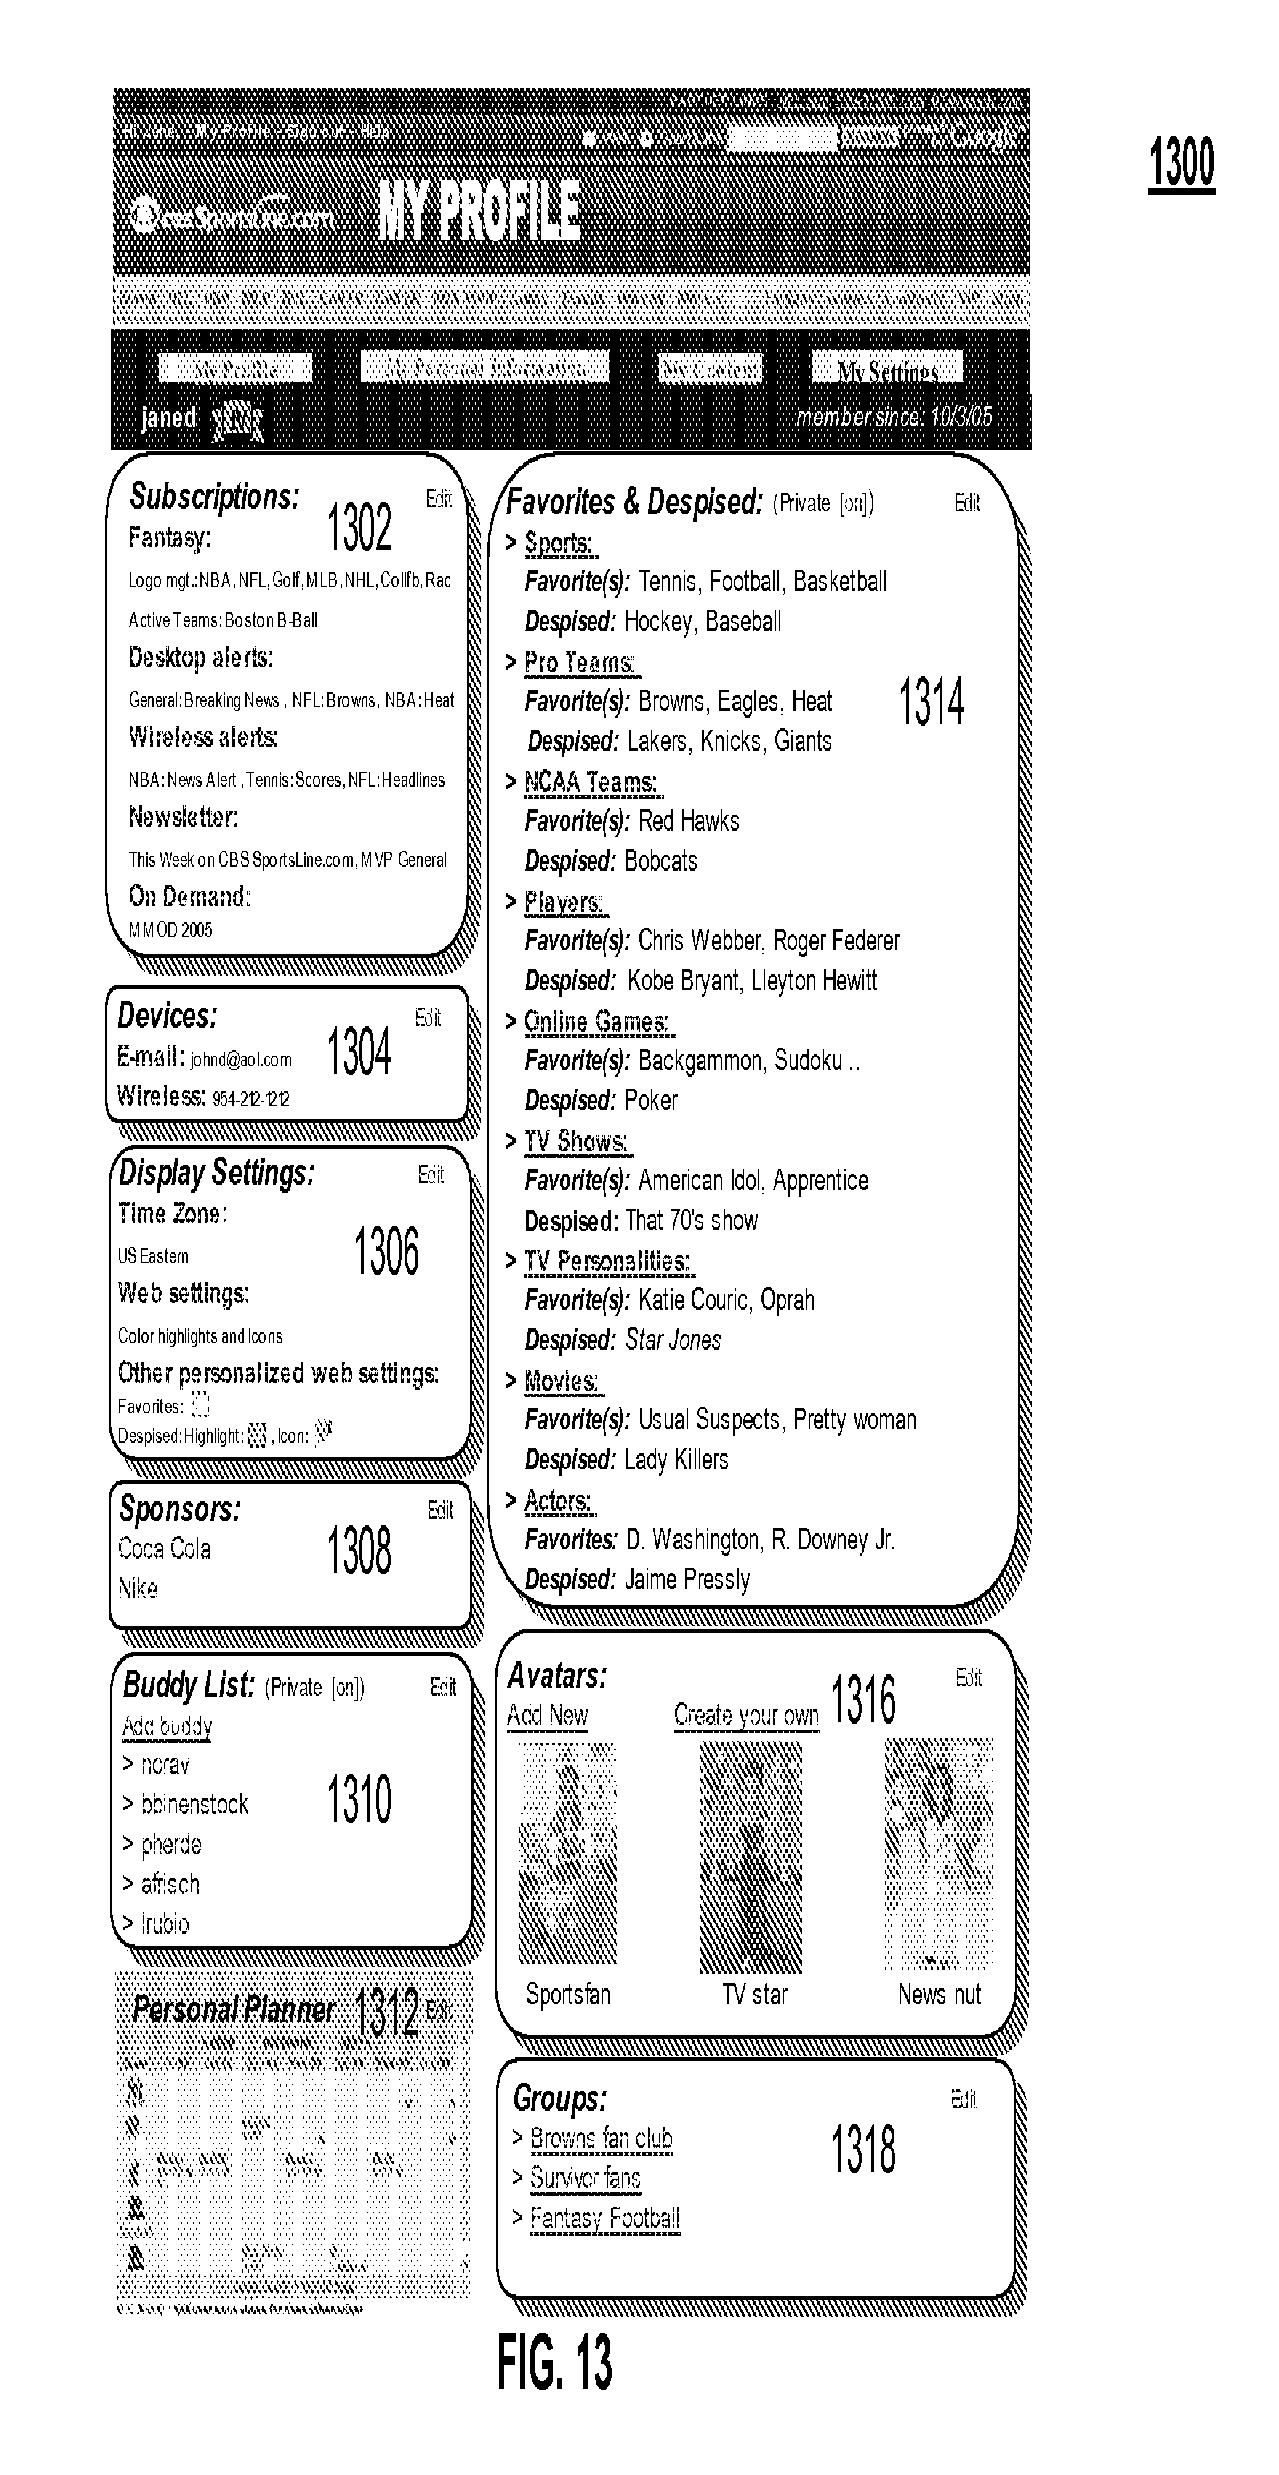 1300
cbsSportsLine.com MY PROFILE
My Profile
My Settings
janed
member since: 10/3/05
Subscriptions: Edit
1302
Fantasy:
Logo mgt.: NBA, NFL, Golf, MLB, NHL, Collfb, Rac
Active Teams: Boston B-Ball
Desktop alerts:
General: Breaking News , NFL: Browns, NBA: Heat
Wireless alerts:
NBA: News Alert , Tennis: Scores, NFL: Headlines
Newsletter:
This Week on CBS SportsLine.com, MVP General
On Demand:
MMOD 2005
Devices: Edit
1304
E-mail: johnd@aol.com
Wireless: 954-212-1212
Display Settings: Edit
Time Zone:
1306
US Eastern
Web settings:
Color highlights and Icons
Other personalized web settings:
Favorites:
Despised: Highlight: , Icon:
Sponsors: Edit
1308
Coca Cola
Nike
Buddy List: (Private [on]) Edit
Add buddy
> norav
> bbinenstock
1310
> pherde
> afrisch
> lrubio
Personal Planner 1312 Edit
Favorites & Despised: (Private [on]) Edit
> Sports:
Favorite(s): Tennis, Football, Basketball
Despised: Hockey, Baseball
> Pro Teams:
Favorite(s): Browns, Eagles, Heat
1314
Despised: Lakers, Knicks, Giants
> NCAA Teams:
Favorite(s): Red Hawks
Despised: Bobcats
> Players:
Favorite(s): Chris Webber, Roger Federer
Despised: Kobe Bryant, Lleyton Hewitt
> Online Games:
Favorite(s): Backgammon, Sudoku ..
Despised: Poker
> TV Shows:
Favorite(s): American Idol, Apprentice
Despised: That 70's show
> TV Personalities:
Favorite(s): Katie Couric, Oprah
Despised: Star Jones
> Movies:
Favorite(s): Usual Suspects, Pretty woman
Despised: Lady Killers
> Actors:
Favorites: D. Washington, R. Downey Jr.
Despised: Jaime Pressly
Avatars: Edit
1316
Add New Create your own
Sportsfan TV star News nut
Groups: Edit
> Browns fan club
1318
> Survivor fans
> Fantasy Football
FIG. 13